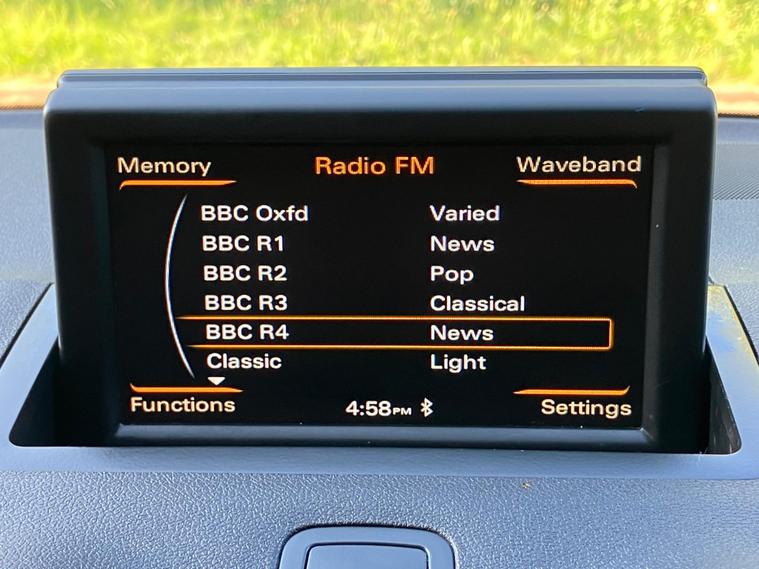 Memory Radio FM Waveband
BBC Oxfd Varied
BBC R1 News
BBC R2 Pop
BBC R3 Classical
BBC R4 News
Classic Light
Functions 4:58PM Settings